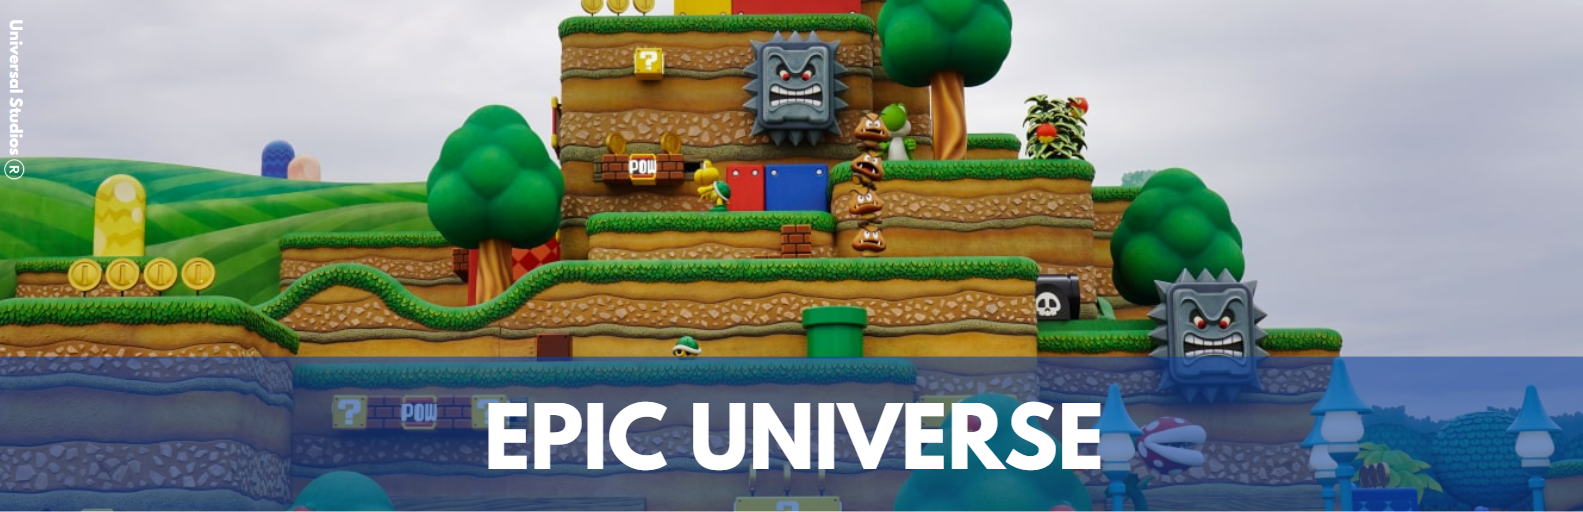 Universal Studios®
?
POW
? POW ?
EPIC UNIVERSE
?